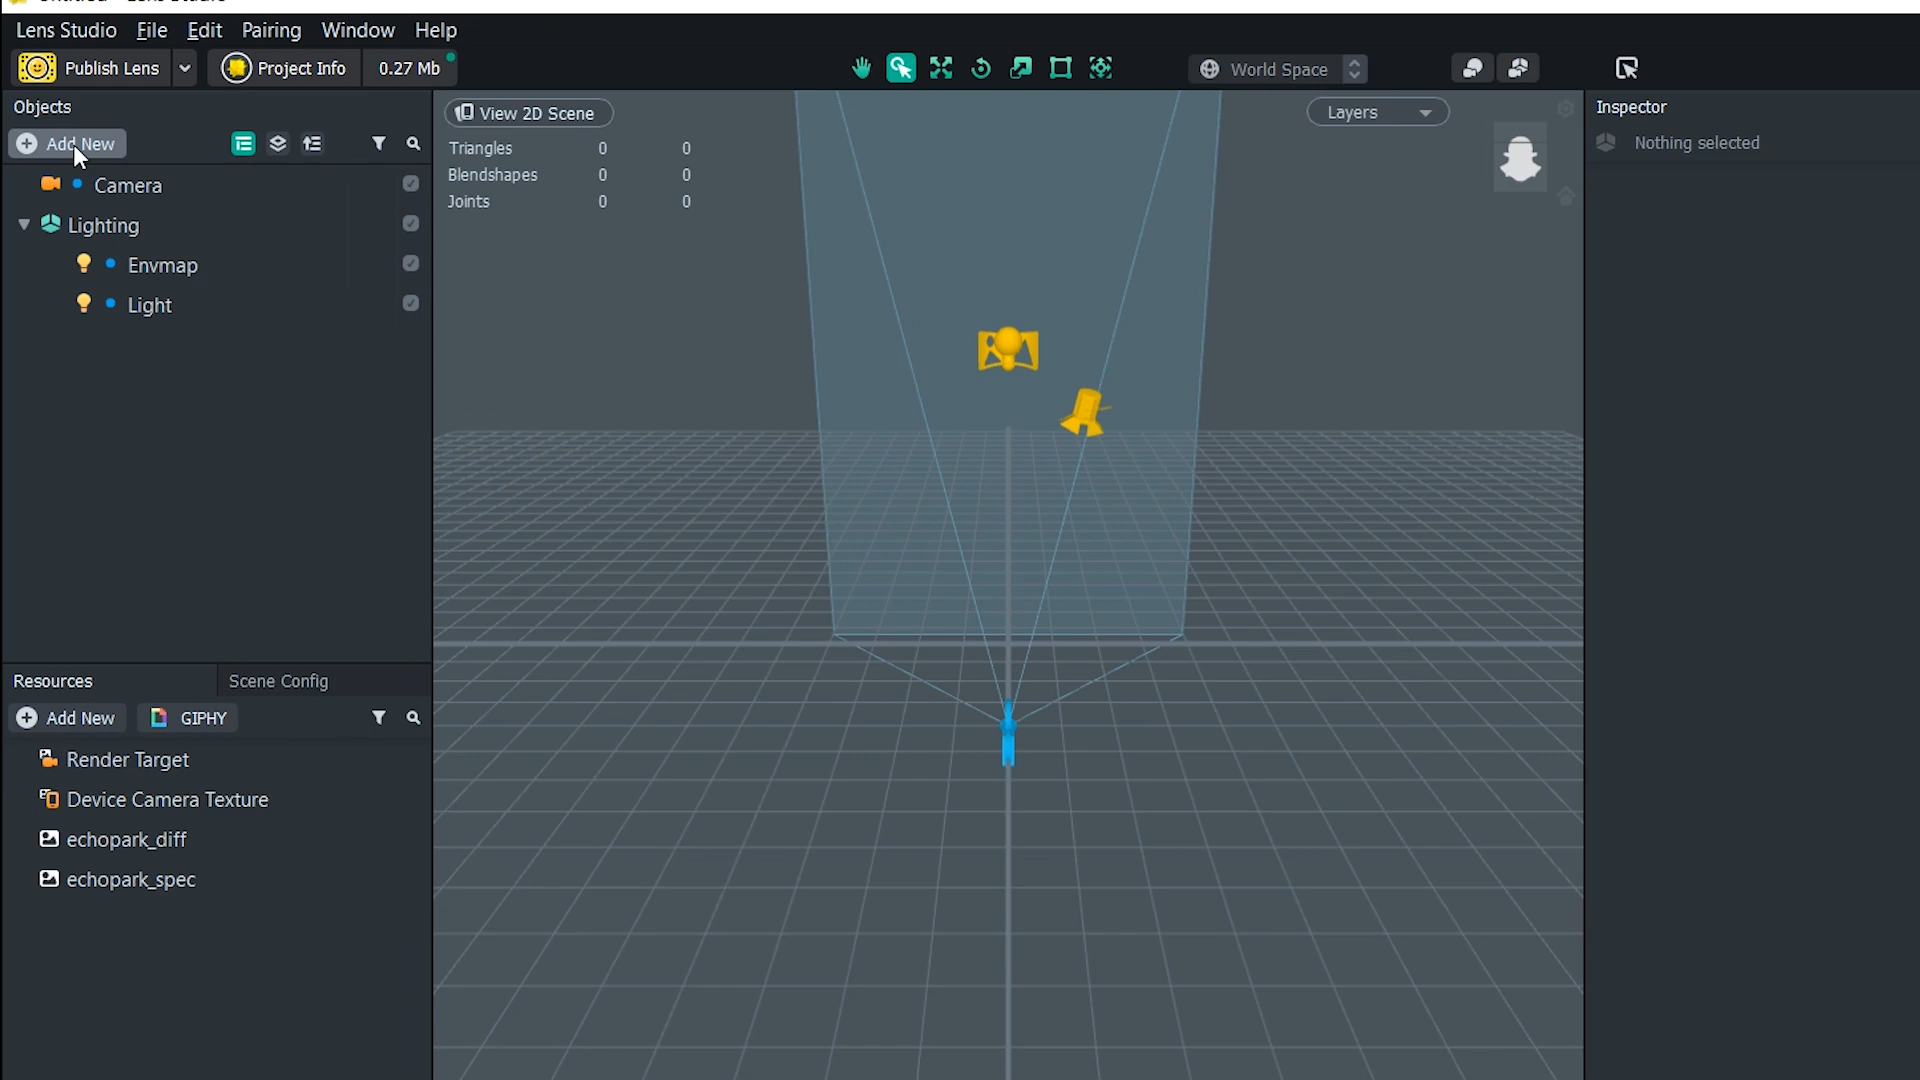 Lens Studio File Edit Pairing Window Help
Publish Lens Project Info 0.27 Mb World Space
Objects
Add New
Camera
Lighting
Envmap
Light
View 2D Scene
Triangles 0 0
Blendshapes 0 0
Joints 0 0
Layers
Inspector
Nothing selected
Resources Scene Config
Add New GIPHY
Render Target
Device Camera Texture
echopark_diff
echopark_spec